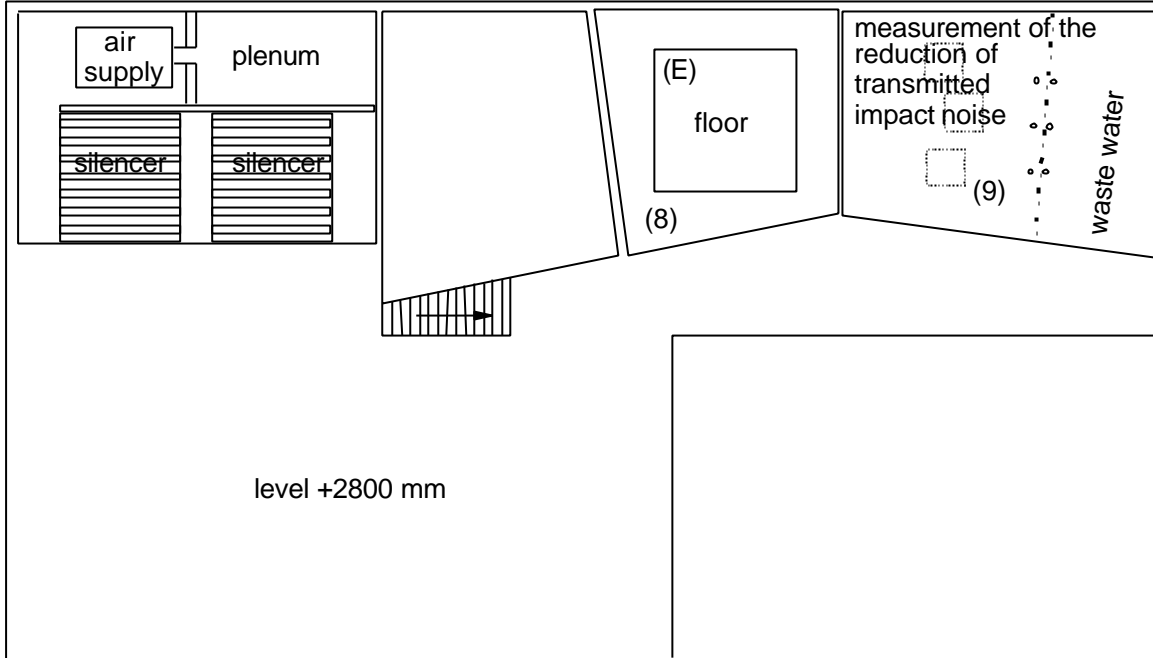 air
supply
plenum
silencer
silencer
(E)
floor
(8)
measurement of the
reduction of
transmitted
impact noise
(9)
waste water
level +2800 mm